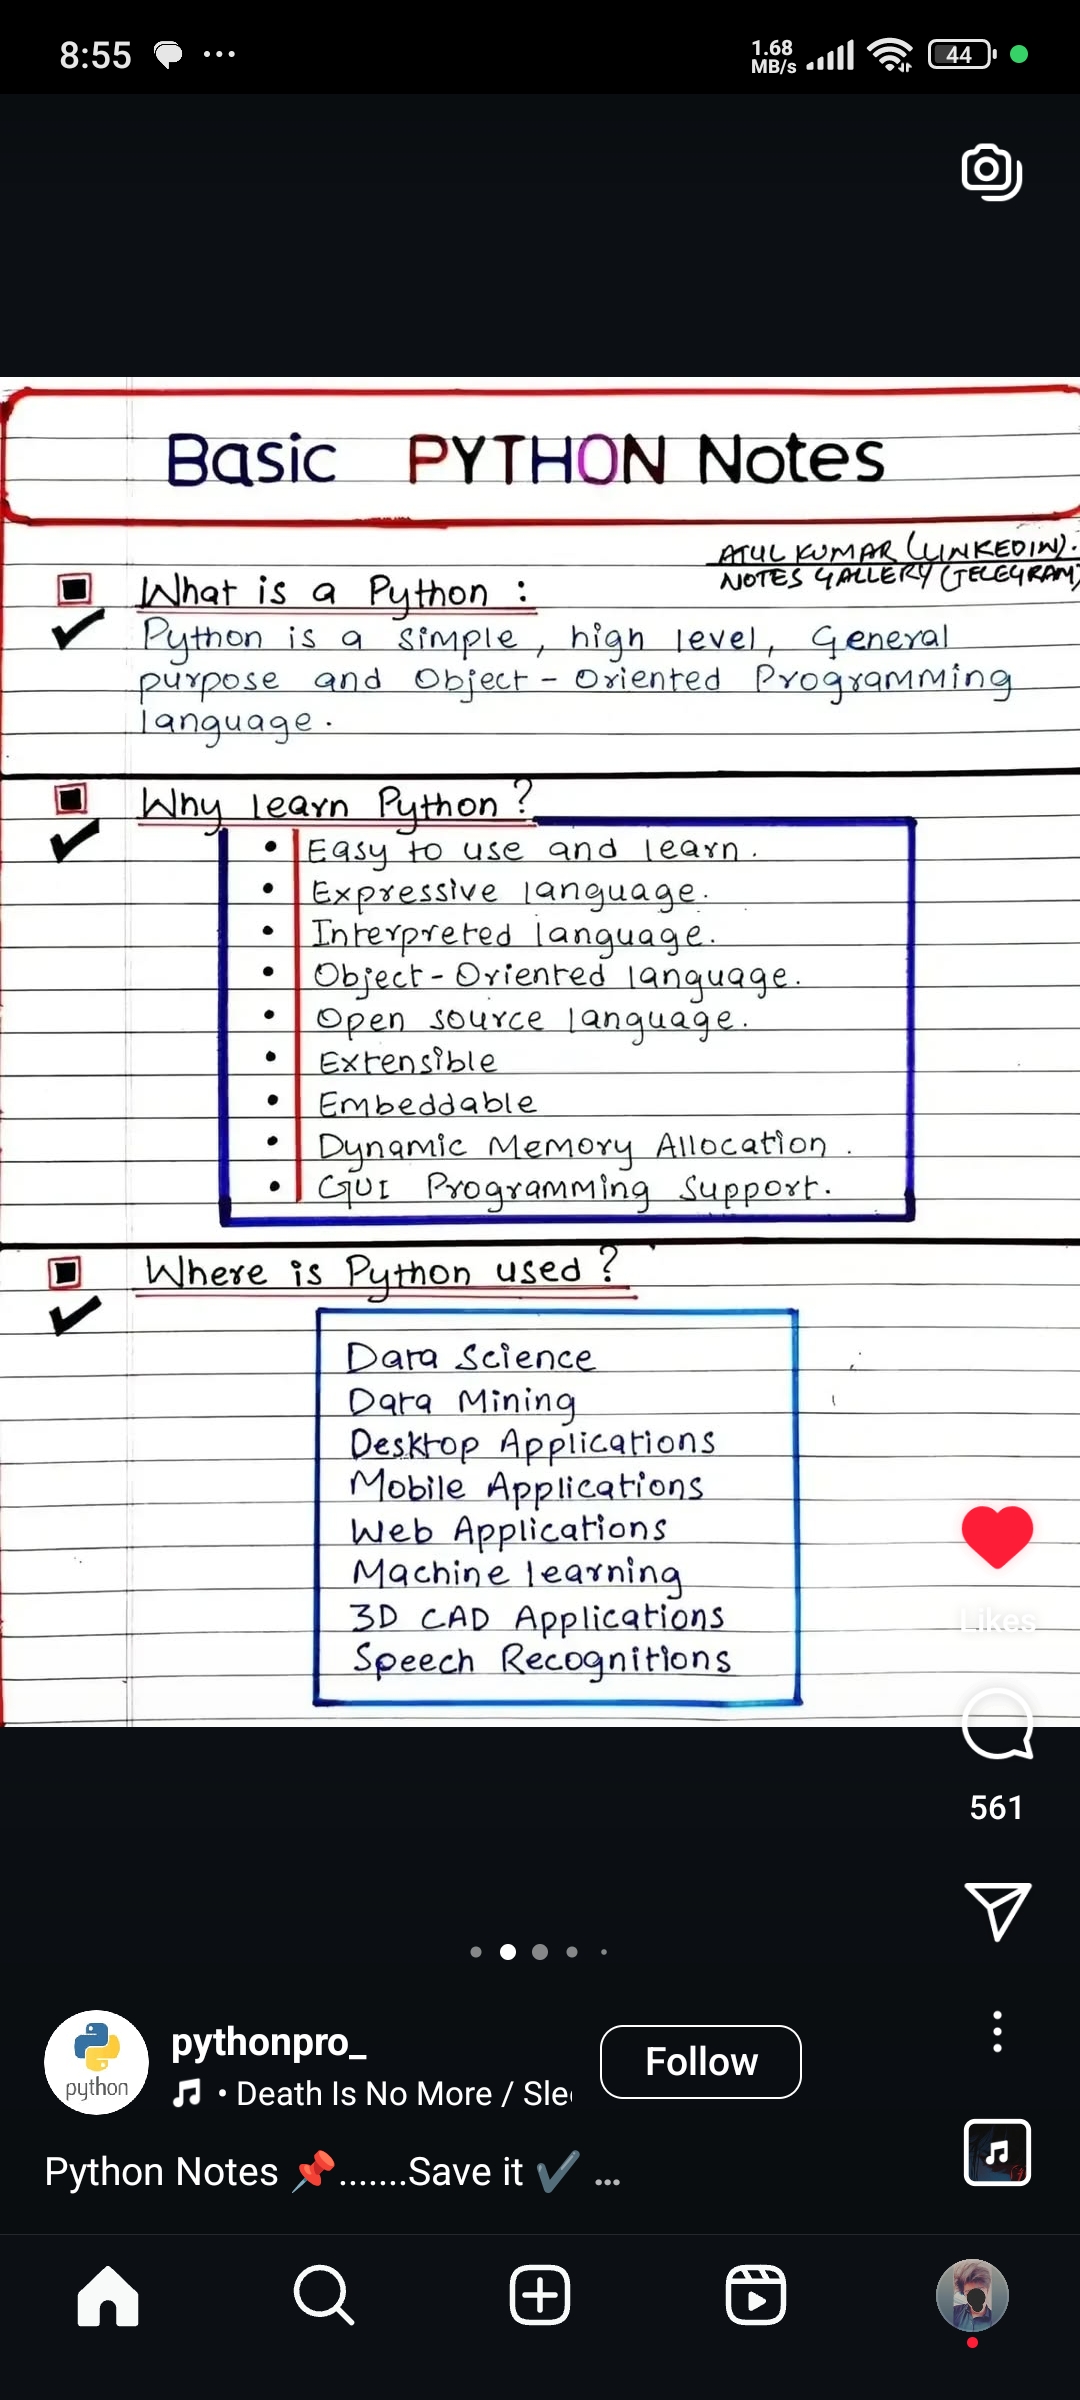 8:55
1.68
MB/s
44
Basic PYTHON Notes
ATUL KUMAR (LINKEDIN).
NOTES GALLERY (TELEGRAM)
What is a Python :
Python is a simple, high level, General
purpose and Object-Oriented Programming
language.
Why learn Python?
• Easy to use and learn.
• Expressive language.
• Interpreted language.
• Object-Oriented language.
• Open source language.
• Extensible
• Embeddable
• Dynamic Memory Allocation.
• GUI Programming Support.
Where is Python used?
Data Science
Data Mining
Desktop Applications
Mobile Applications
Web Applications
Machine learning
3D CAD Applications
Speech Recognitions
Likes
561
pythonpro_
python
Follow
• Death Is No More / Slee
Python Notes 📌.......Save it ✔️ ...